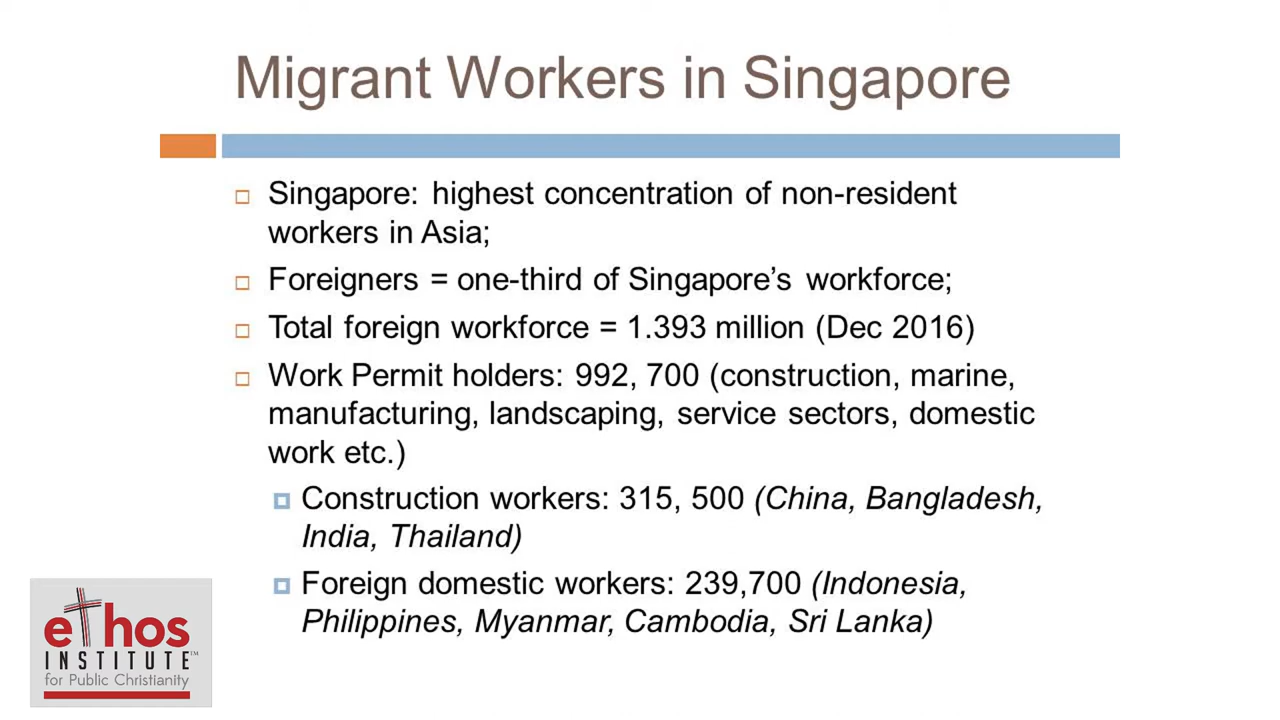 Migrant Workers in Singapore
Singapore: highest concentration of non-resident
workers in Asia;
Foreigners = one-third of Singapore’s workforce;
Total foreign workforce = 1.393 million (Dec 2016)
Work Permit holders: 992, 700 (construction, marine,
manufacturing, landscaping, service sectors, domestic
work etc.)
Construction workers: 315, 500 (China, Bangladesh,
India, Thailand)
Foreign domestic workers: 239,700 (Indonesia,
Philippines, Myanmar, Cambodia, Sri Lanka)
ethos
INSTITUTE™
for Public Christianity